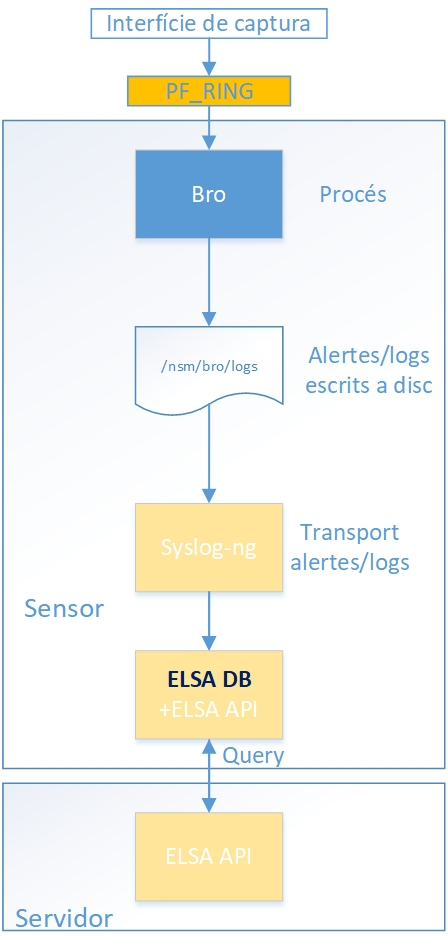 Interfície de captura
PF_RING
Bro
Procés
/nsm/bro/logs
Alertes/logs
escrits a disc
Syslog-ng
Transport
alertes/logs
Sensor
ELSA DB
+ELSA API
Query
ELSA API
Servidor